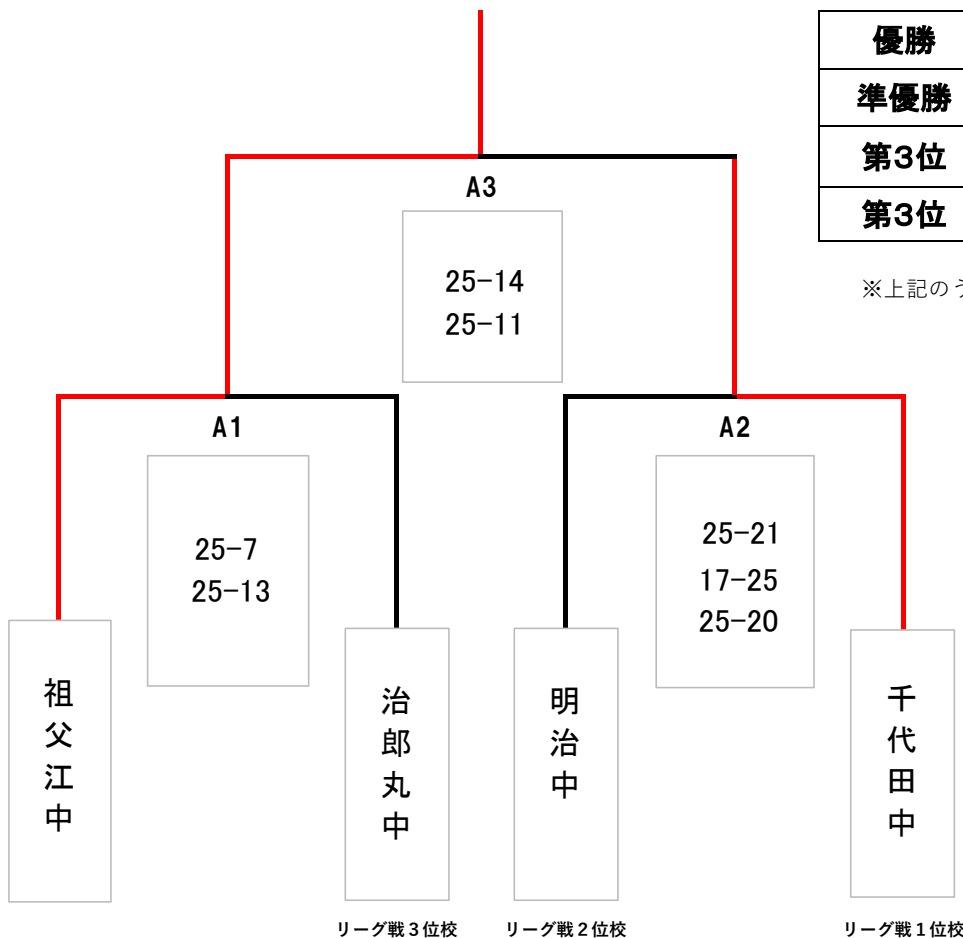 優勝
準優勝
第3位
第3位
※上記のう
A3
25-14
25-11
A1
25-7
25-13
A2
25-21
17-25
25-20
祖父江中
治郎丸中
明治中
千代田中
リーグ戦３位校
リーグ戦２位校
リーグ戦１位校